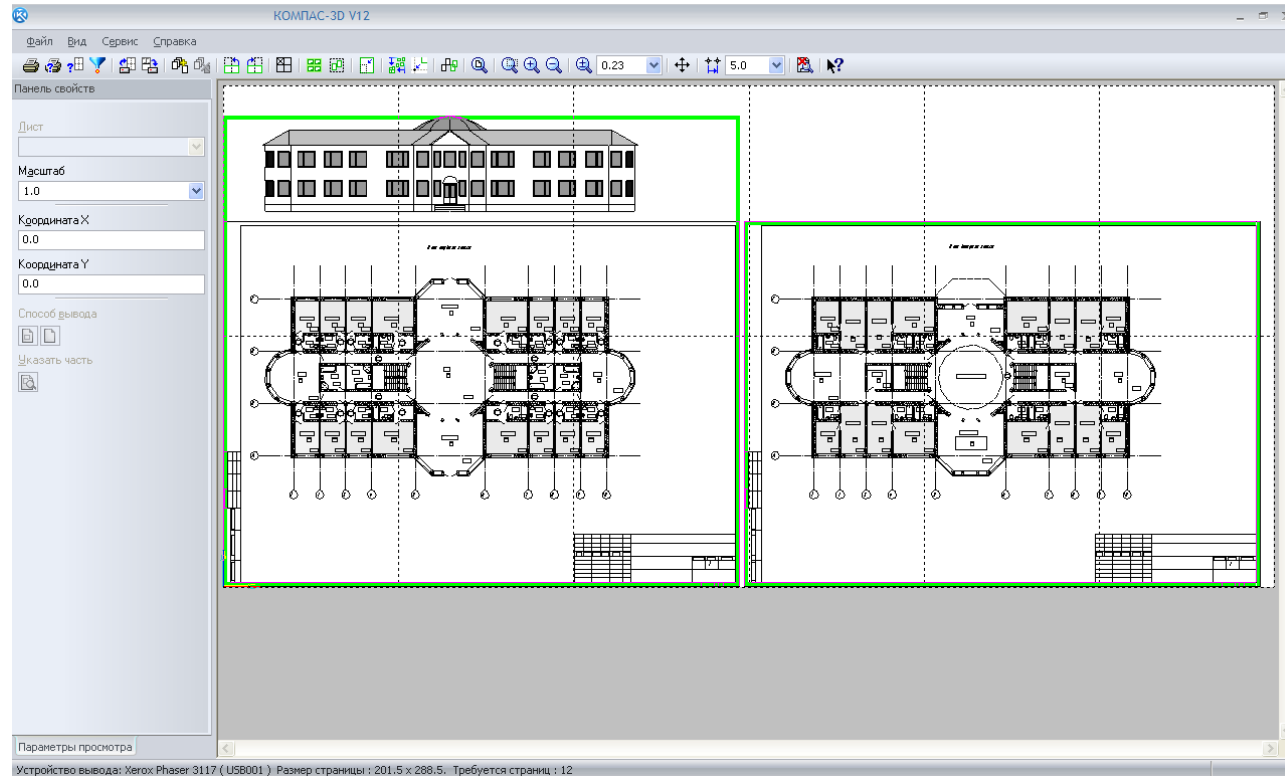 КОМПАС-3D V12
Файл Вид Сервис Справка
0.23
5.0
Панель свойств
Лист
Масштаб
1.0
Координата X
0.0
Координата Y
0.0
Способ вывода
Указать часть
Параметры просмотра
Устройство вывода: Xerox Phaser 3117 ( USB001 ) Размер страницы : 201.5 x 288.5. Требуется страниц : 12